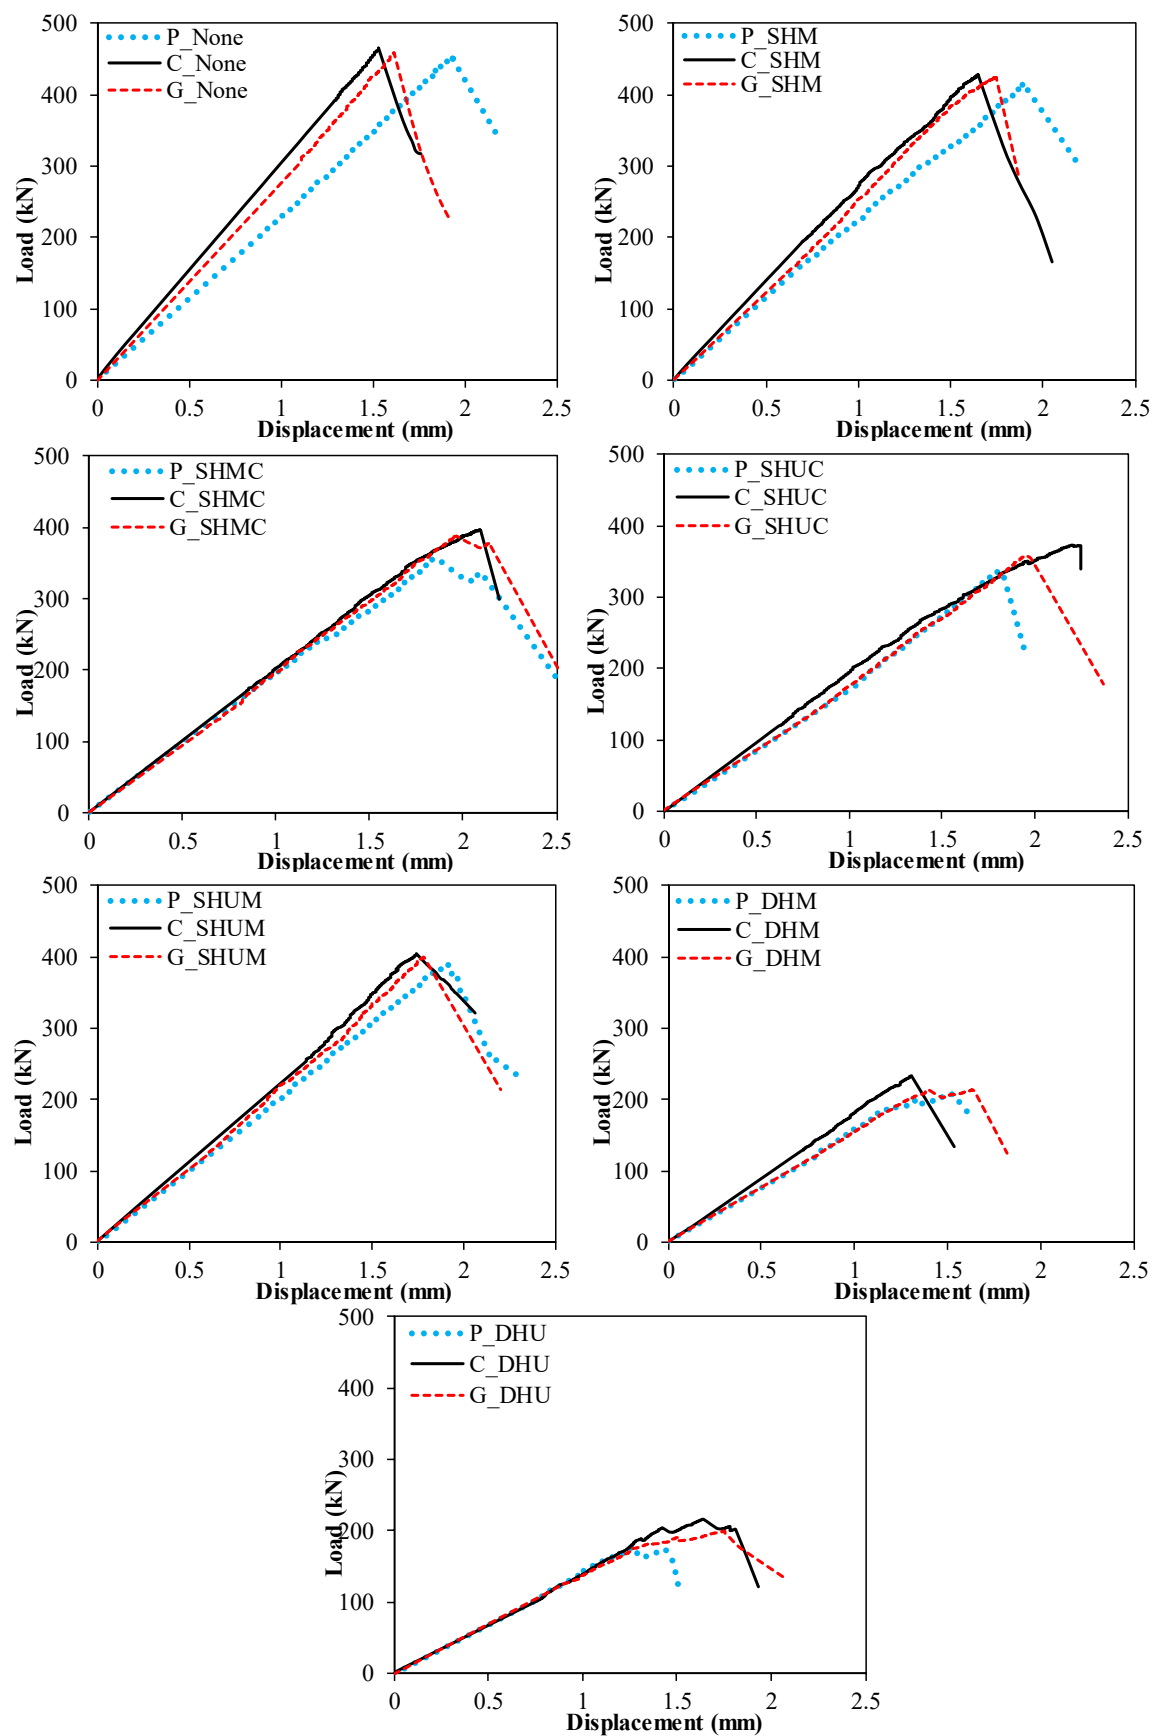 500
400
300
200
100
0
Load (kN)
P_None
C_None
G_None
0 0.5 1 1.5 2 2.5
Displacement (mm)
500
400
300
200
100
0
Load (kN)
P_SHM
C_SHM
G_SHM
0 0.5 1 1.5 2 2.5
Displacement (mm)
500
400
300
200
100
0
Load (kN)
P_SHMC
C_SHMC
G_SHMC
0 0.5 1 1.5 2 2.5
Displacement (mm)
500
400
300
200
100
0
Load (kN)
P_SHUC
C_SHUC
G_SHUC
0 0.5 1 1.5 2 2.5
Displacement (mm)
500
400
300
200
100
0
Load (kN)
P_SHUM
C_SHUM
G_SHUM
0 0.5 1 1.5 2 2.5
Displacement (mm)
500
400
300
200
100
0
Load (kN)
P_DHM
C_DHM
G_DHM
0 0.5 1 1.5 2 2.5
Displacement (mm)
500
400
300
200
100
0
Load (kN)
P_DHU
C_DHU
G_DHU
0 0.5 1 1.5 2 2.5
Displacement (mm)